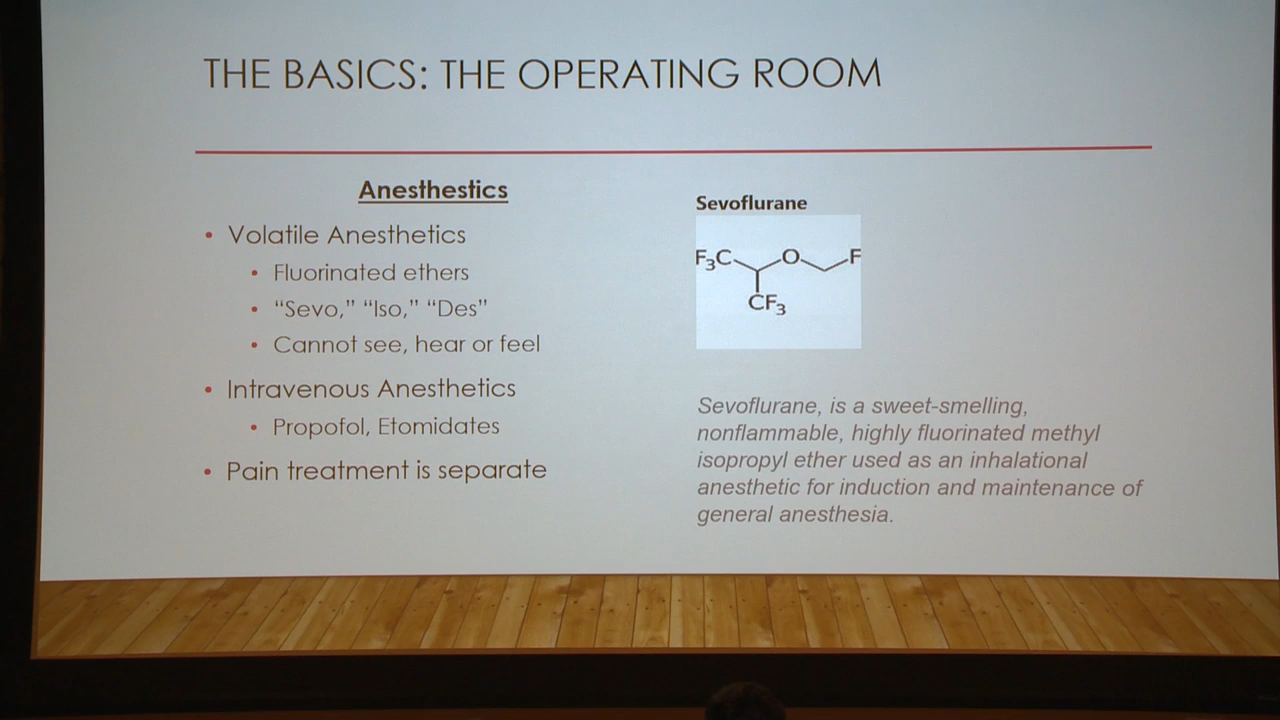 THE BASICS: THE OPERATING ROOM
Anesthestics
• Volatile Anesthetics
• Fluorinated ethers
• “Sevo,” “Iso,” “Des”
• Cannot see, hear or feel
• Intravenous Anesthetics
• Propofol, Etomidates
• Pain treatment is separate
Sevoflurane
F₃C O F
CF₃
Sevoflurane, is a sweet-smelling,
nonflammable, highly fluorinated methyl
isopropyl ether used as an inhalational
anesthetic for induction and maintenance of
general anesthesia.